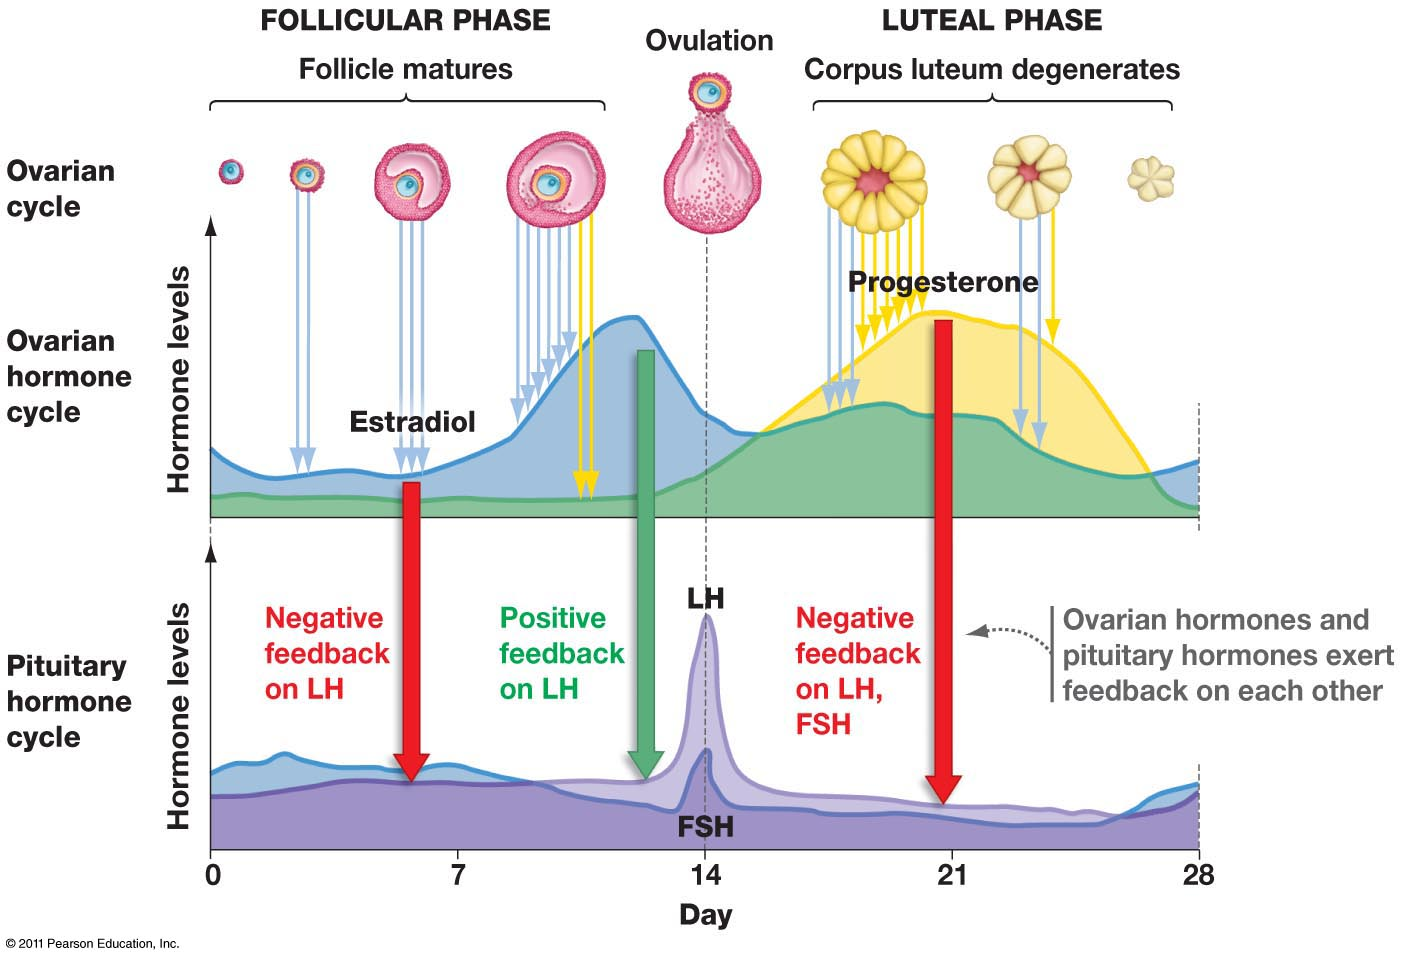 FOLLICULAR PHASE
LUTEAL PHASE
Ovulation
Follicle matures
Corpus luteum degenerates
Ovarian
cycle
Progesterone
Hormone levels
Ovarian
hormone
cycle
Estradiol
LH
Negative
feedback
on LH
Positive
feedback
on LH
Negative
feedback
on LH,
FSH
Ovarian hormones and
pituitary hormones exert
feedback on each other
Pituitary
hormone
cycle
Hormone levels
FSH
0 7 14 21 28
Day
© 2011 Pearson Education, Inc.